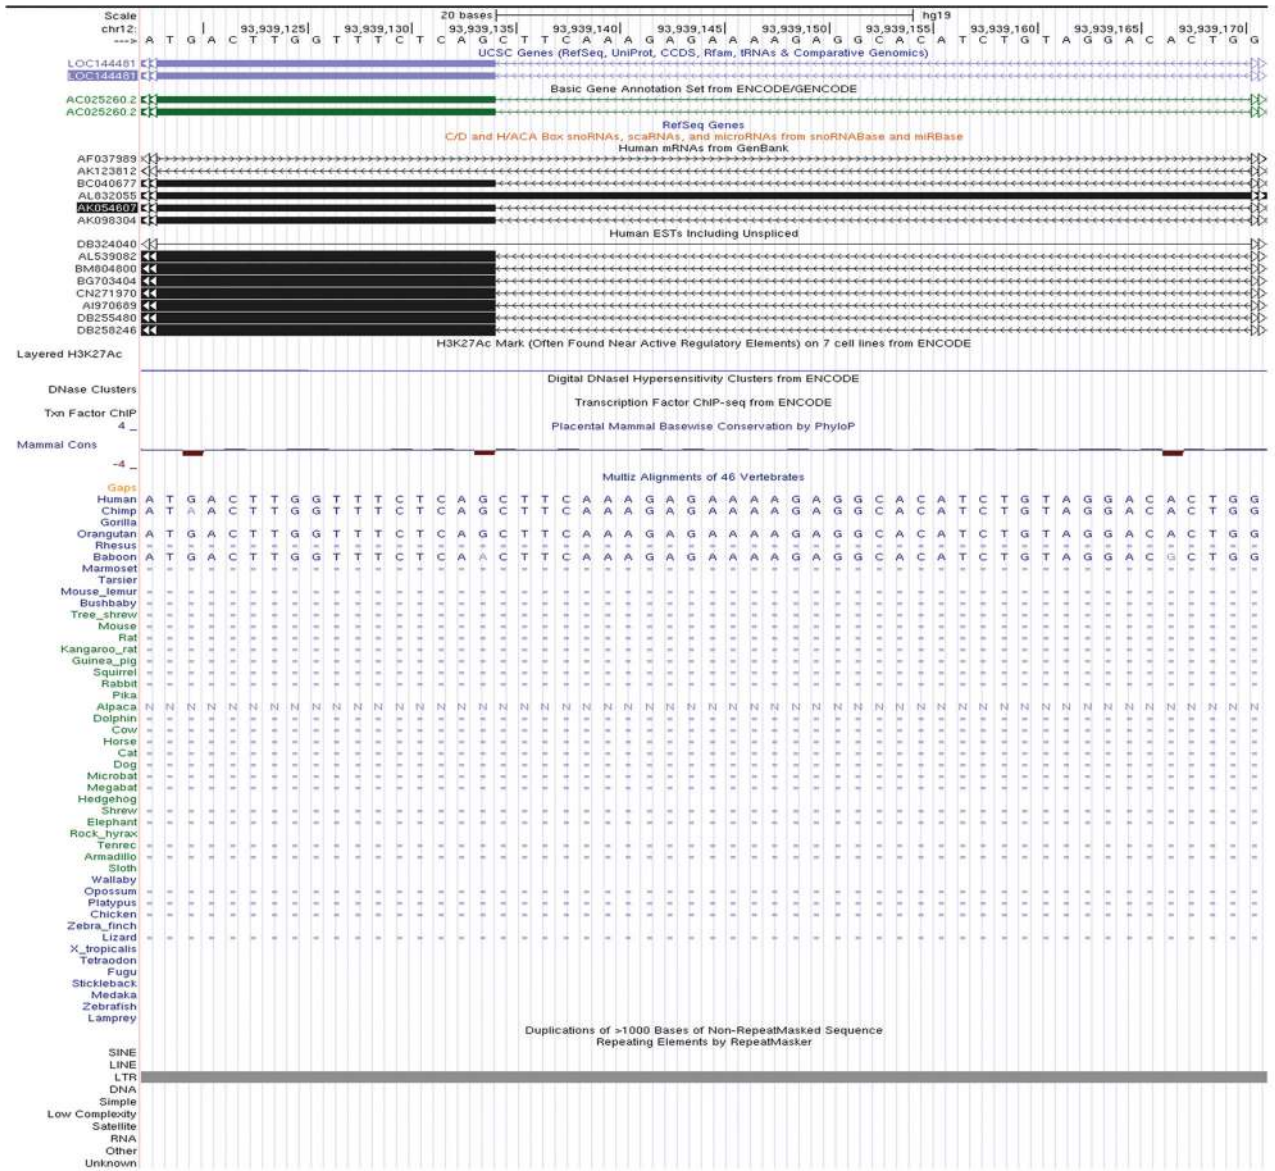 Scale 20 bases hg19
chr12: 93,939,125 93,939,130 93,939,135 93,939,140 93,939,145 93,939,150 93,939,155 93,939,160 93,939,165 93,939,170
---> A T G A C T T G G T T T C T C A G C T T C A A A G A G A A A A G A G G C A C A T C T G T A G G A C A C T G G
UCSC Genes (RefSeq, UniProt, CCDS, Rfam, tRNAs & Comparative Genomics)
LOC144481
LOC144481
Basic Gene Annotation Set from ENCODE/GENCODE
AC025260.2
AC025260.2
RefSeq Genes
C/D and H/ACA Box snoRNAs, scaRNAs, and microRNAs from snoRNABase and miRBase
Human mRNAs from GenBank
AF037989
AK123812
BC040677
AL832055
AK054607
AK098304
Human ESTs Including Unspliced
DB324040
AL539082
BM804800
BG703404
CN271970
AI970689
DB255480
DB258246
H3K27Ac Mark (Often Found Near Active Regulatory Elements) on 7 cell lines from ENCODE
Layered H3K27Ac
Digital DNaseI Hypersensitivity Clusters from ENCODE
DNase Clusters
Transcription Factor ChIP-seq from ENCODE
Txn Factor ChIP
4 _
Placental Mammal Basewise Conservation by PhyloP
Mammal Cons
-4 _
Multiz Alignments of 46 Vertebrates
Gaps
Human A T G A C T T G G T T T C T C A G C T T C A A A G A G A A A A G A G G C A C A T C T G T A G G A C A C T G G
Chimp A T A A C T T G G T T T C T C A G C T T C A A A G A G A A A A G A G G C A C A T C T G T A G G A C A C T G G
Gorilla
Orangutan A T G A C T T G G T T T C T C A G C T T C A A A G A G A A A A G A G G C A C A T C T G T A G G A C A C T G G
Rhesus
Baboon A T G A C T T G G T T T C T C A A C T T C A A A G A G A A A A G A G G C A C A T C T G T A G G A C G C T G G
Marmoset
Tarsier
Mouse_lemur
Bushbaby
Tree_shrew
Mouse
Rat
Kangaroo_rat
Guinea_pig
Squirrel
Rabbit
Pika
Alpaca N N N N N N N N N N N N N N N N N N N N N N N N N N N N N N N N N N N N N N N N N N N N N N N N N N N N N N
Dolphin
Cow
Horse
Cat
Dog
Microbat
Megabat
Hedgehog
Shrew
Elephant
Rock_hyrax
Tenrec
Armadillo
Sloth
Wallaby
Opossum
Platypus
Chicken
Zebra_finch
Lizard
X_tropicalis
Tetraodon
Fugu
Stickleback
Medaka
Zebrafish
Lamprey
Duplications of >1000 Bases of Non-RepeatMasked Sequence
Repeating Elements by RepeatMasker
SINE
LINE
LTR
DNA
Simple
Low Complexity
Satellite
RNA
Other
Unknown